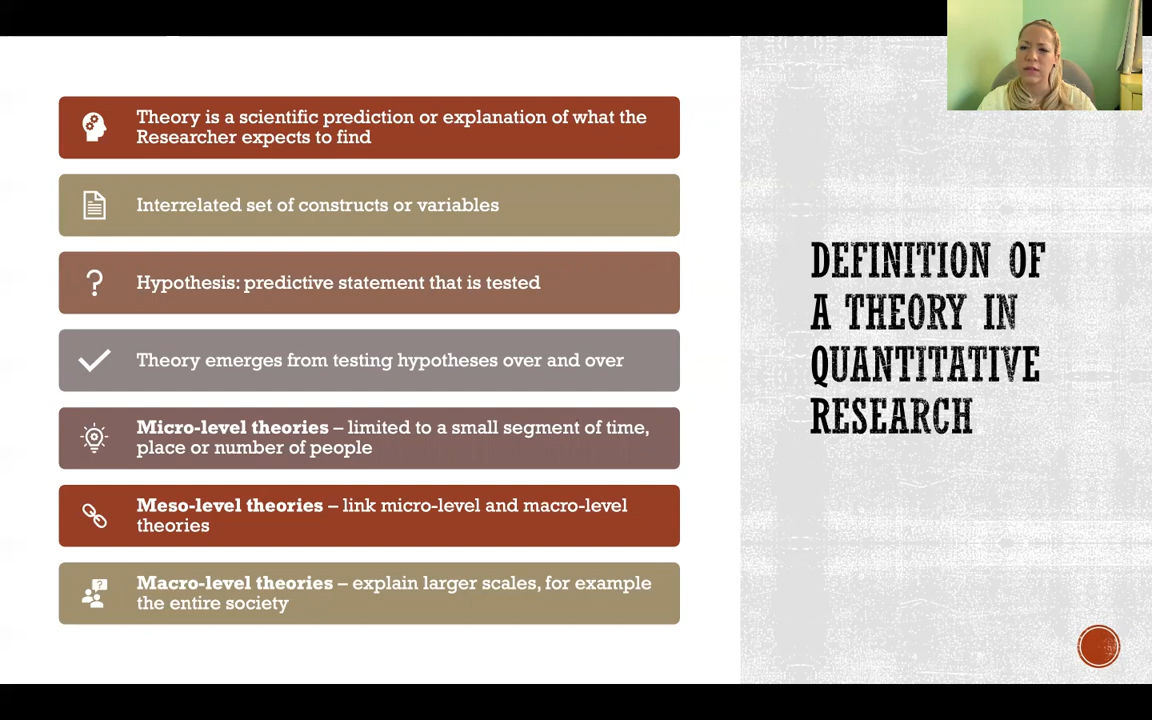 Theory is a scientific prediction or explanation of what the
Researcher expects to find
Interrelated set of constructs or variables
Hypothesis: predictive statement that is tested
Theory emerges from testing hypotheses over and over
Micro-level theories – limited to a small segment of time,
place or number of people
Meso-level theories – link micro-level and macro-level
theories
Macro-level theories – explain larger scales, for example
the entire society
DEFINITION OF
A THEORY IN
QUANTITATIVE
RESEARCH